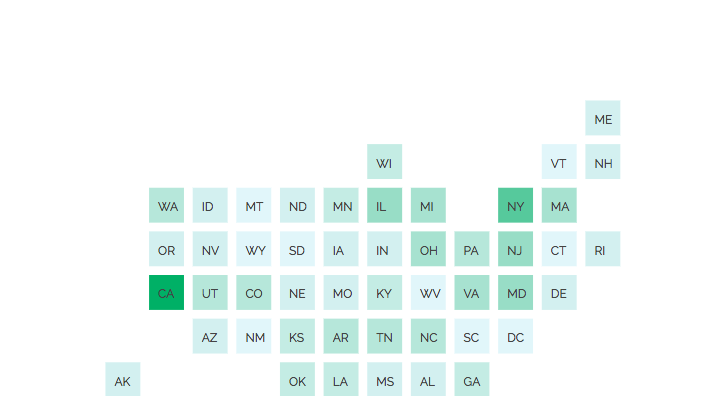 ME
WI VT NH
WA ID MT ND MN IL MI NY MA
OR NV WY SD IA IN OH PA NJ CT RI
CA UT CO NE MO KY WV VA MD DE
AZ NM KS AR TN NC SC DC
AK OK LA MS AL GA